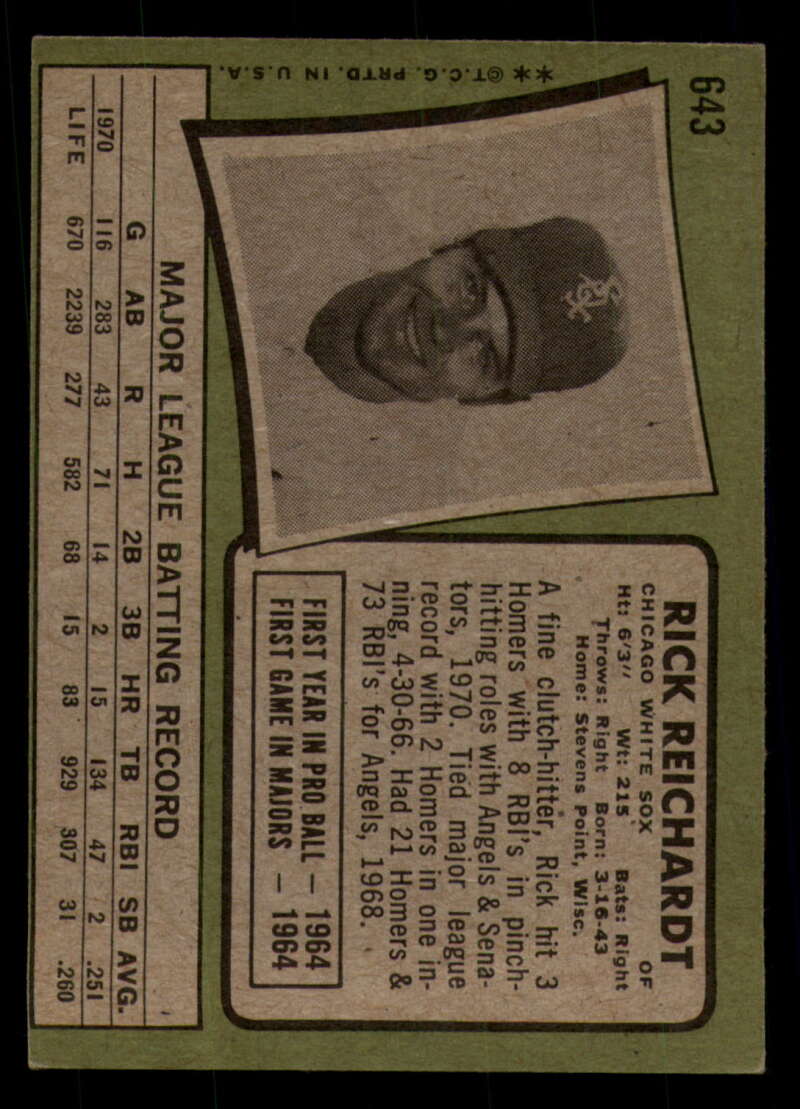 643
** ©T.C.G. PRTD. IN U.S.A.
RICK REICHARDT
CHICAGO WHITE SOX OF
Ht: 6'3" Wt: 215 Bats: Right
Throws: Right Born: 3-16-43
Home: Stevens Point, Wisc.
A fine clutch-hitter, Rick hit 3
Homers with 8 RBI's in pinch-
hitting roles with Angels & Sena-
tors, 1970. Tied major league
record with 2 Homers in one in-
ning, 4-30-66. Had 21 Homers &
73 RBI's for Angels, 1968.
FIRST YEAR IN PRO BALL — 1964
FIRST GAME IN MAJORS — 1964
MAJOR LEAGUE BATTING RECORD
G AB R H 2B 3B HR TB RBI SB AVG.
1970 116 283 43 71 14 2 15 134 47 2 .251
LIFE 670 2239 277 582 68 15 83 929 307 31 .260